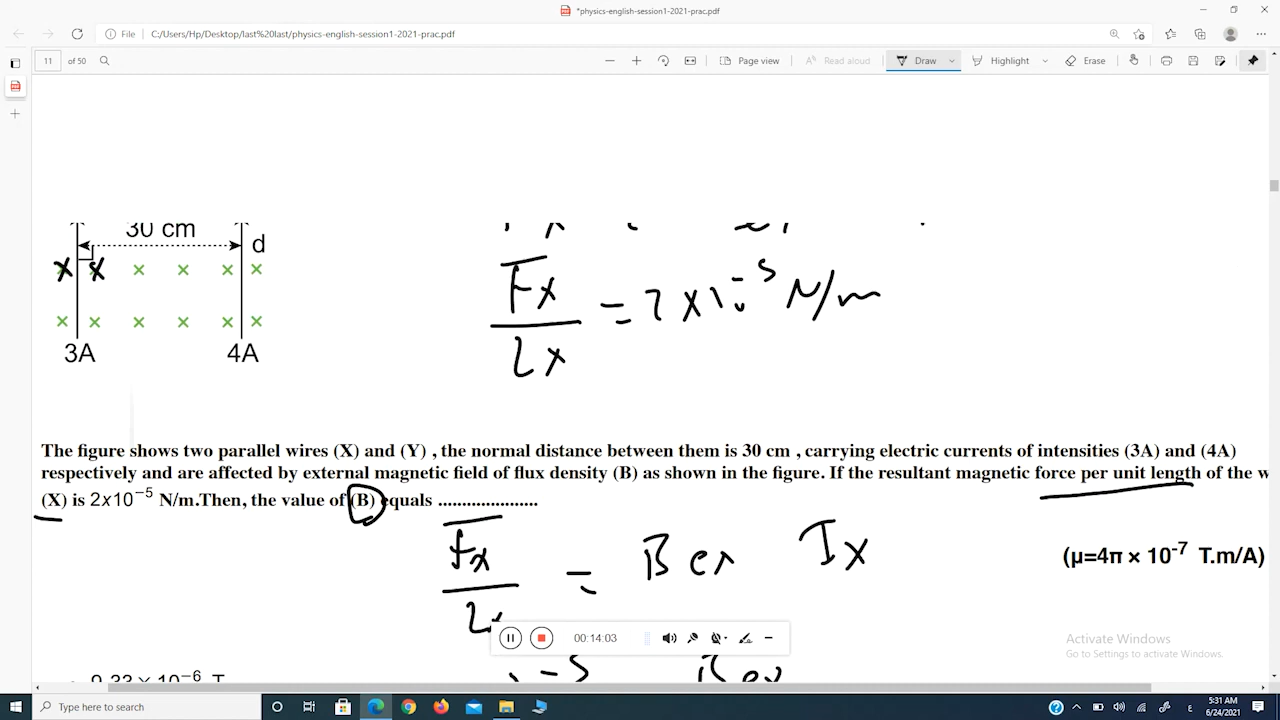 *physics-english-session1-2021-prac.pdf
File C:/Users/Hp/Desktop/last%20last/physics-english-session1-2021-prac.pdf
11 of 50 Page view Read aloud Draw Highlight Erase
30 cm
d
X X × × × ×
× × × × × ×
3A 4A
Fx
= 2 x 10 -5 N/m
Lx
The figure shows two parallel wires (X) and (Y) , the normal distance between them is 30 cm , carrying electric currents of intensities (3A) and (4A)
respectively and are affected by external magnetic field of flux density (B) as shown in the figure. If the resultant magnetic force per unit length of the w
(X) is 2x10⁻⁵ N/m.Then, the value of (B) equals .....................
Fx
= B ex Ix
(μ=4π × 10⁻⁷ T.m/A)
00:14:03
Activate Windows
Go to Settings to activate Windows.
-5 B ex
9.33 × 10⁻⁶ T
Type here to search
5:31 AM
6/24/2021